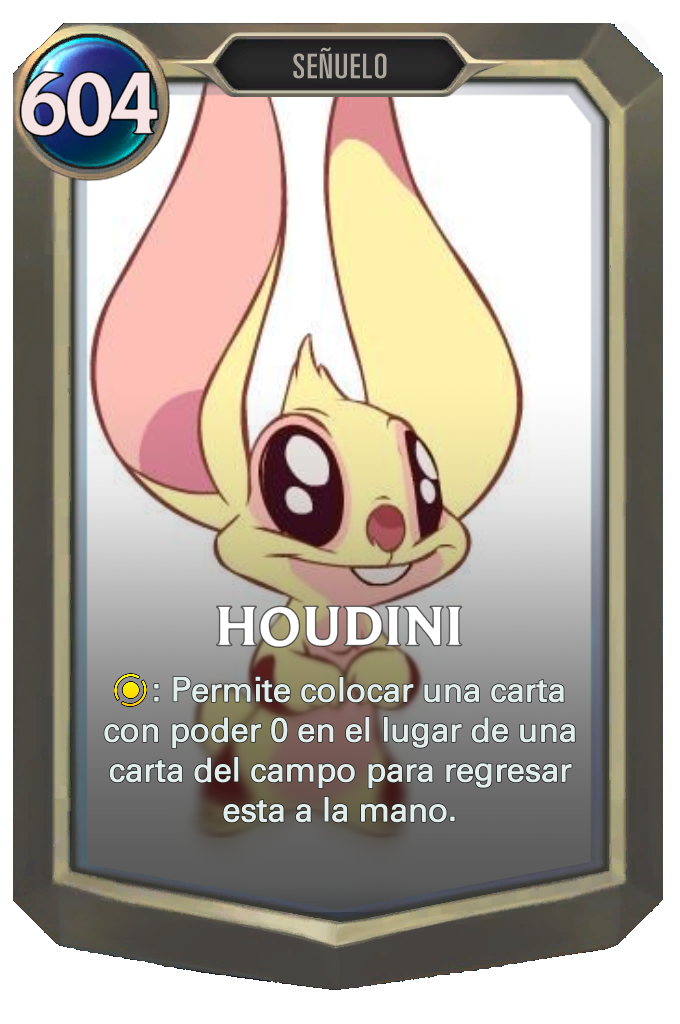 SEÑUELO
604
HOUDINI
: Permite colocar una carta
con poder 0 en el lugar de una
carta del campo para regresar
esta a la mano.